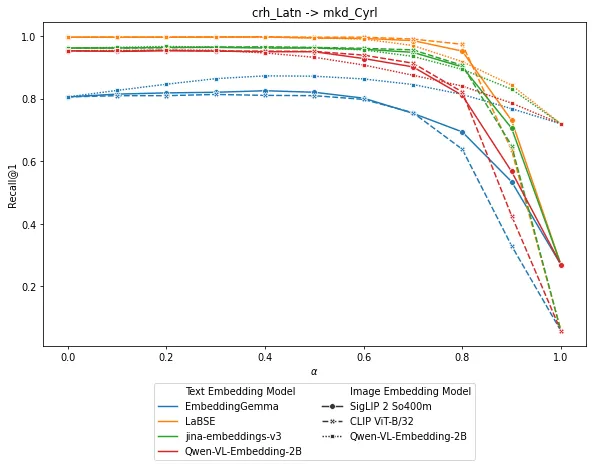 crh_Latn -> mkd_Cyrl
Recall@1
1.0
0.8
0.6
0.4
0.2
0.0 0.2 0.4 0.6 0.8 1.0
α
Text Embedding Model
EmbeddingGemma
LaBSE
jina-embeddings-v3
Qwen-VL-Embedding-2B
Image Embedding Model
SigLIP 2 So400m
CLIP ViT-B/32
Qwen-VL-Embedding-2B